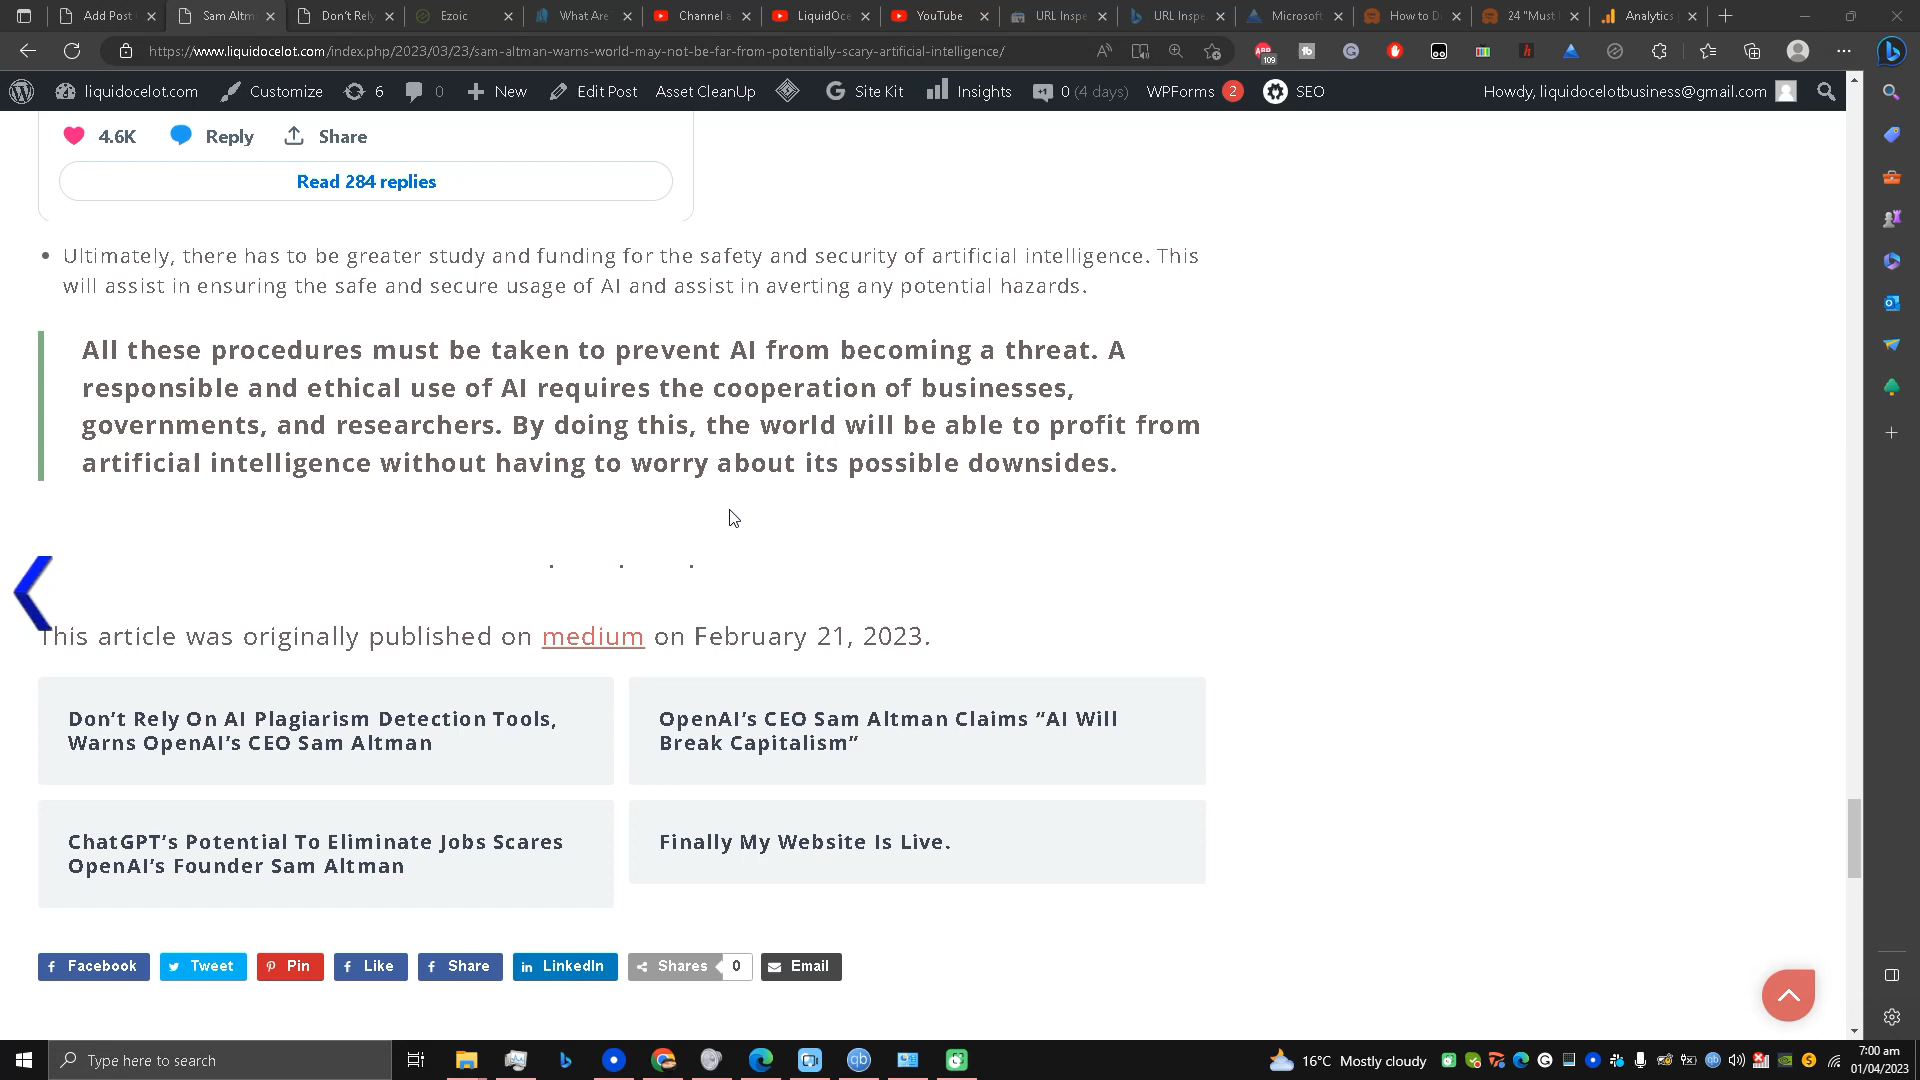 Add Post
Sam Altm
Don't Rely
Ezoic
What Are
Channel a
LiquidOce
YouTube
URL Inspe
URL Inspe
Microsoft
How to D
24 "Must
Analytics
https://www.liquidocelot.com/index.php/2023/03/23/sam-altman-warns-world-may-not-be-far-from-potentially-scary-artificial-intelligence/
109
liquidocelot.com
Customize
6
0
New
Edit Post
Asset CleanUp
Site Kit
Insights
0 (4 days)
WPForms 2
SEO
Howdy, liquidocelotbusiness@gmail.com
4.6K
Reply
Share
Read 284 replies
• Ultimately, there has to be greater study and funding for the safety and security of artificial intelligence. This
will assist in ensuring the safe and secure usage of AI and assist in averting any potential hazards.
All these procedures must be taken to prevent AI from becoming a threat. A
responsible and ethical use of AI requires the cooperation of businesses,
governments, and researchers. By doing this, the world will be able to profit from
artificial intelligence without having to worry about its possible downsides.
. . .
This article was originally published on medium on February 21, 2023.
Don't Rely On AI Plagiarism Detection Tools,
Warns OpenAI's CEO Sam Altman
OpenAI's CEO Sam Altman Claims "AI Will
Break Capitalism"
ChatGPT's Potential To Eliminate Jobs Scares
OpenAI's Founder Sam Altman
Finally My Website Is Live.
Facebook
Tweet
Pin
Like
Share
LinkedIn
Shares 0
Email
Type here to search
16°C Mostly cloudy
7:00 am
01/04/2023